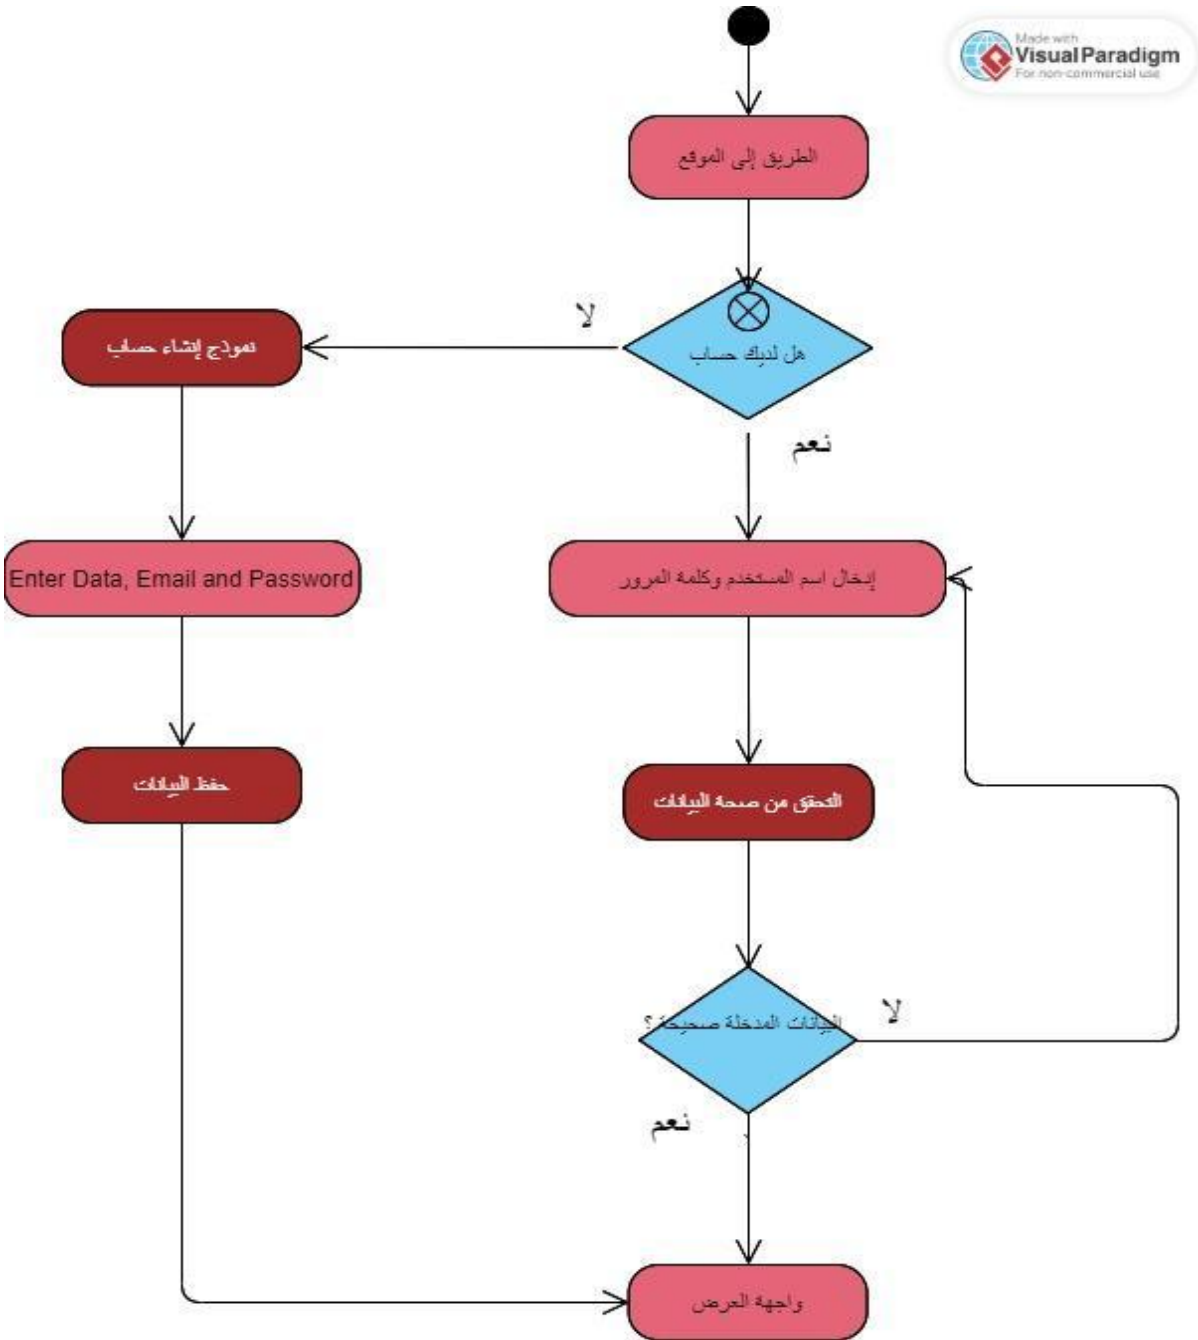 Made with
Visual Paradigm
For non-commercial use
الطريق إلى الموقع
هل لديك حساب
لا
نموذج إنشاء حساب
نعم
Enter Data, Email and Password
إدخال اسم المستخدم وكلمة المرور
حفظ البيانات
التحقق من صحة البيانات
البيانات المدخلة صحيحة ؟
لا
نعم
واجهة العرض